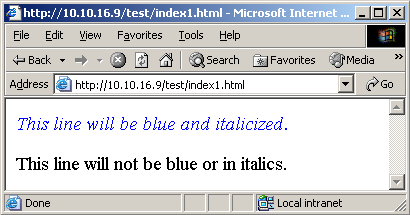 http://10.10.16.9/test/index1.html - Microsoft Internet ...
File Edit View Favorites Tools Help
Back Search Favorites Media »
Address http://10.10.16.9/test/index1.html Go
This line will be blue and italicized.
This line will not be blue or in italics.
Done Local intranet